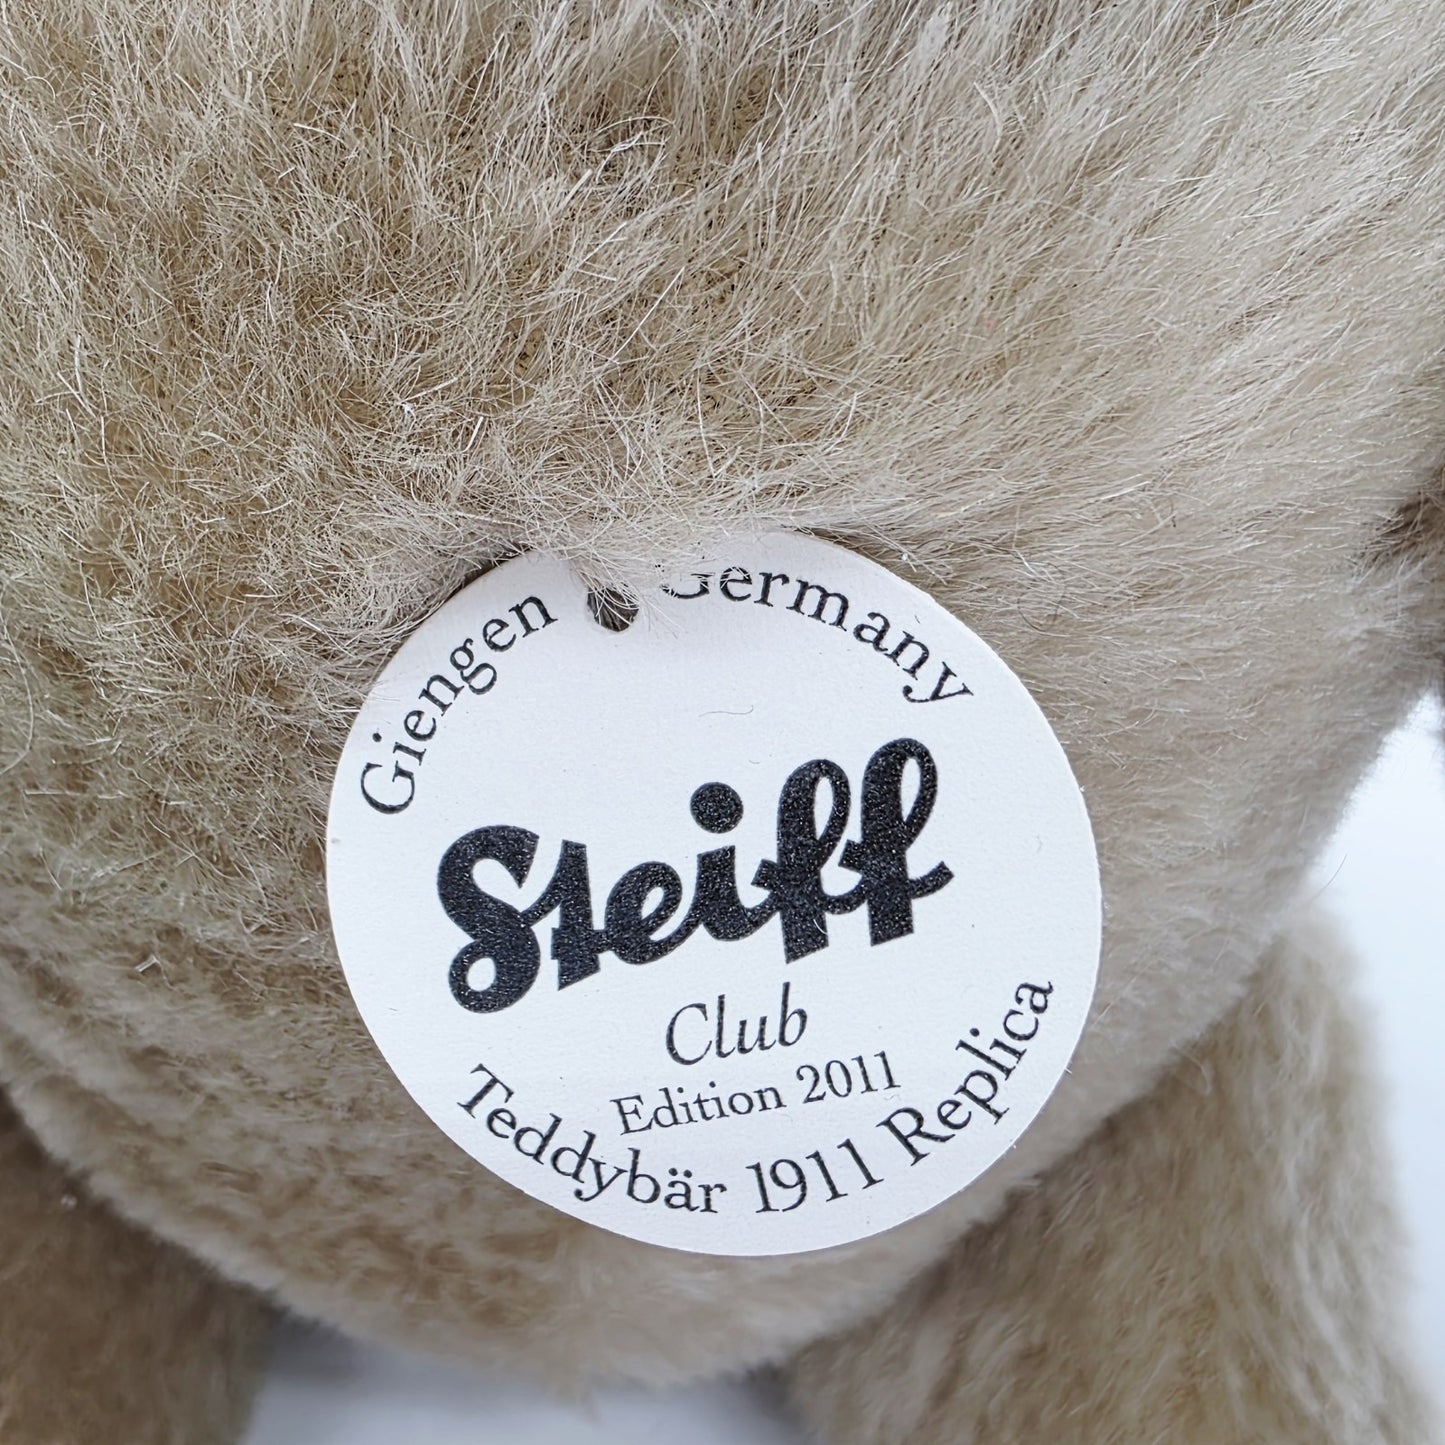 Giengen Germany
Steiff
Club
Edition 2011
Teddybär 1911 Replica